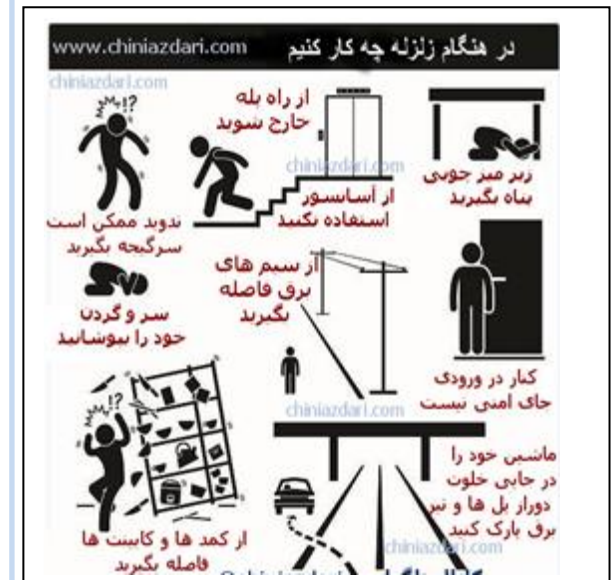 در هنگام زلزله چه کار کنیم
www.chiniazdari.com
chiniazdari.com
زیر میز چوبی
پناه بگیرید
از راه پله
خارج شوید
chiniazdari.com
از آسانسور
استفاده نکنید
!?
ندوید ممکن است
سرگیجه بگیرید
سر و گردن
خود را بپوشانید
از سیم های
برق فاصله
بگیرید
کنار در ورودی
جای امنی نیست
chiniazdari.com
ماشین خود را
در جایی خلوت
دوراز پل ها و تیر
برق پارک کنید
!?
از کمد ها و کابینت ها
فاصله بگیرید
chiniazdari.com